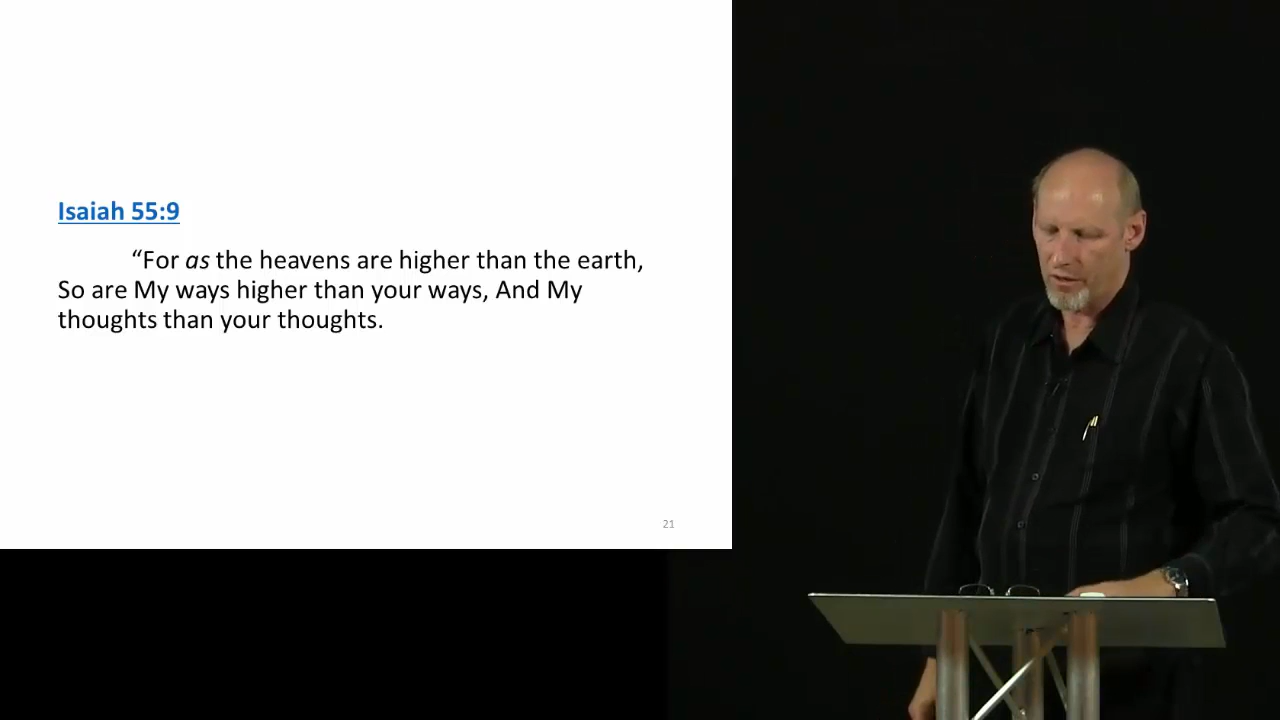 Isaiah 55:9
“For as the heavens are higher than the earth,
So are My ways higher than your ways, And My
thoughts than your thoughts.
21